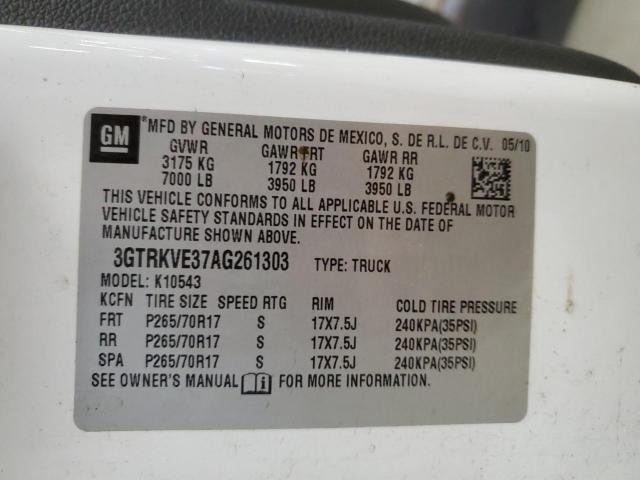 GM ®MFD BY GENERAL MOTORS DE MEXICO, S. DE R.L. DE C.V. 05/10
GVWR GAWR FRT GAWR RR
3175 KG 1792 KG 1792 KG
7000 LB 3950 LB 3950 LB
THIS VEHICLE CONFORMS TO ALL APPLICABLE U.S. FEDERAL MOTOR
VEHICLE SAFETY STANDARDS IN EFFECT ON THE DATE OF
MANUFACTURE SHOWN ABOVE.
3GTRKVE37AG261303 TYPE: TRUCK
MODEL: K10543
KCFN TIRE SIZE SPEED RTG RIM COLD TIRE PRESSURE
FRT P265/70R17 S 17X7.5J 240KPA(35PSI)
RR P265/70R17 S 17X7.5J 240KPA(35PSI)
SPA P265/70R17 S 17X7.5J 240KPA(35PSI)
SEE OWNER'S MANUAL FOR MORE INFORMATION.